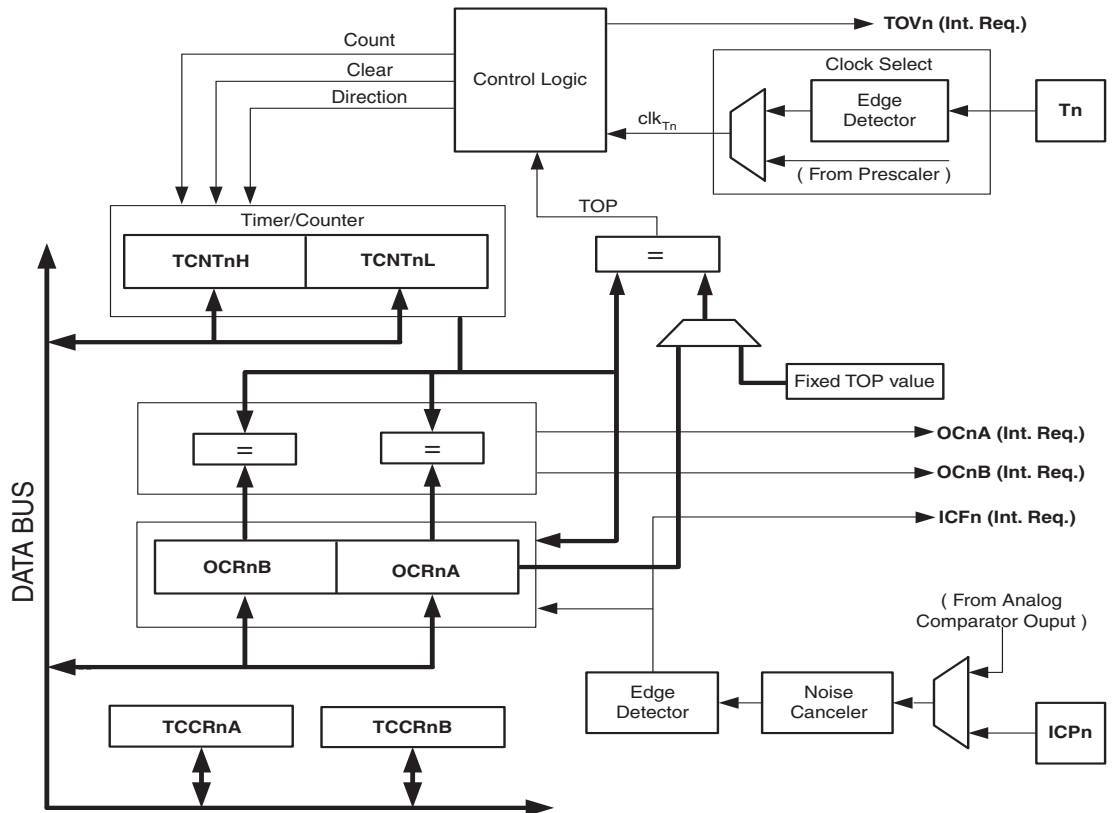 TOVn (Int. Req.)
Count
Clear
Direction
Control Logic
Clock Select
Edge
Detector
Tn
clkTn
( From Prescaler )
TOP
Timer/Counter
TCNTnH
TCNTnL
=
Fixed TOP value
=
=
OCnA (Int. Req.)
OCnB (Int. Req.)
ICFn (Int. Req.)
DATA BUS
OCRnB
OCRnA
( From Analog
Comparator Ouput )
Edge
Detector
Noise
Canceler
ICPn
TCCRnA
TCCRnB